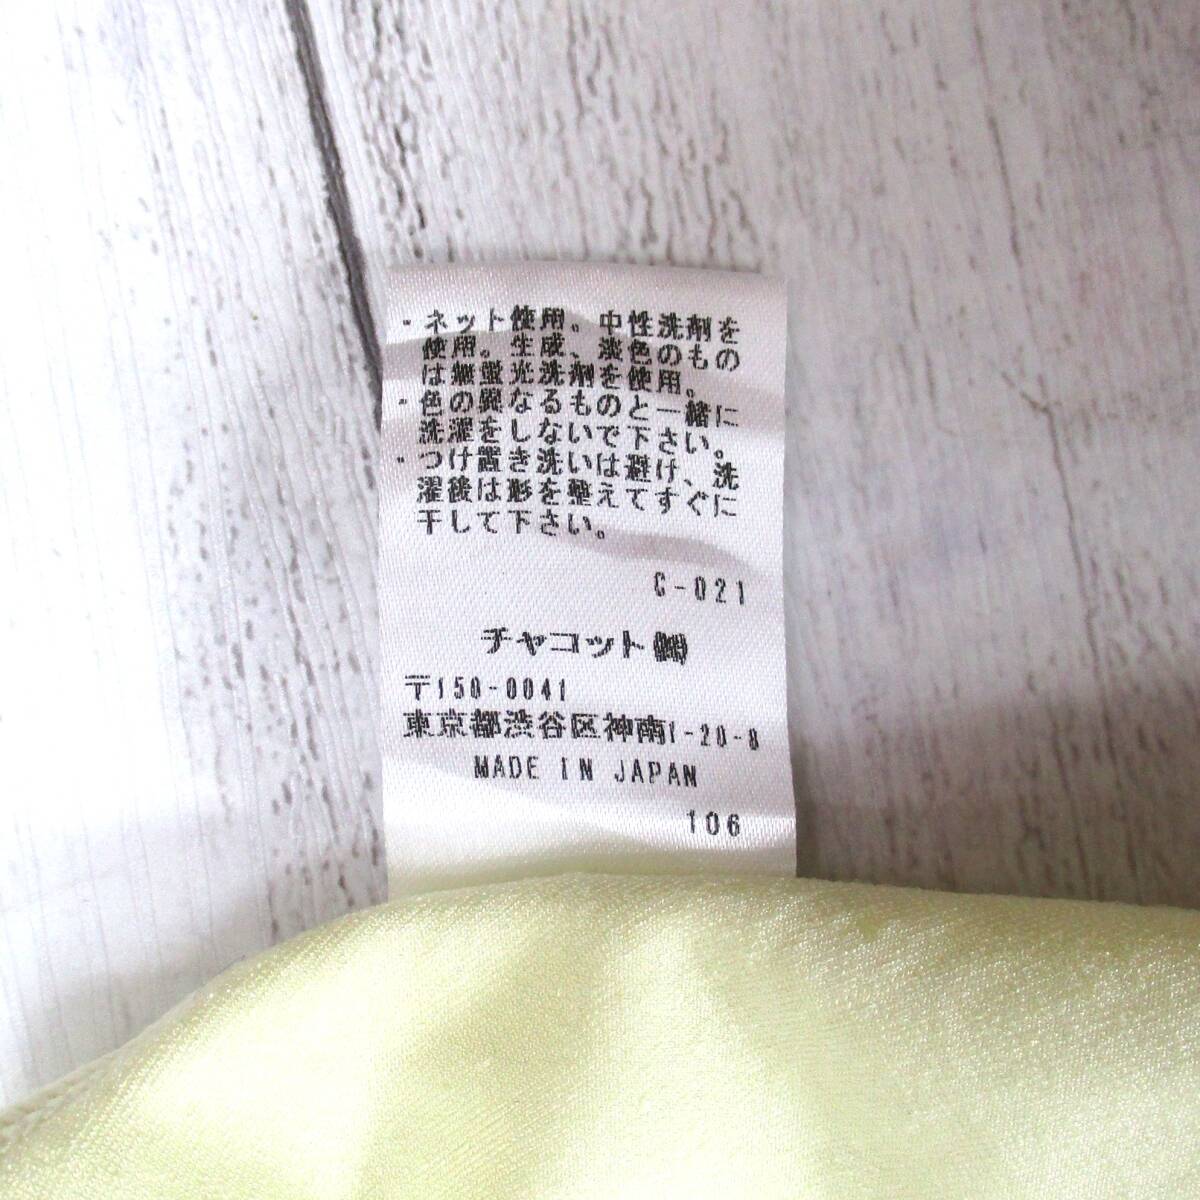 ・ネット使用。中性洗剤を
使用。生成、淡色のもの
は無蛍光洗剤を使用。
・色の異なるものと一緒に
洗濯をしないで下さい。
・つけ置き洗いは避け、洗
濯後は形を整えてすぐに
干して下さい。
C-021
チャコット㈱
〒150-0041
東京都渋谷区神南1-20-8
MADE IN JAPAN
106